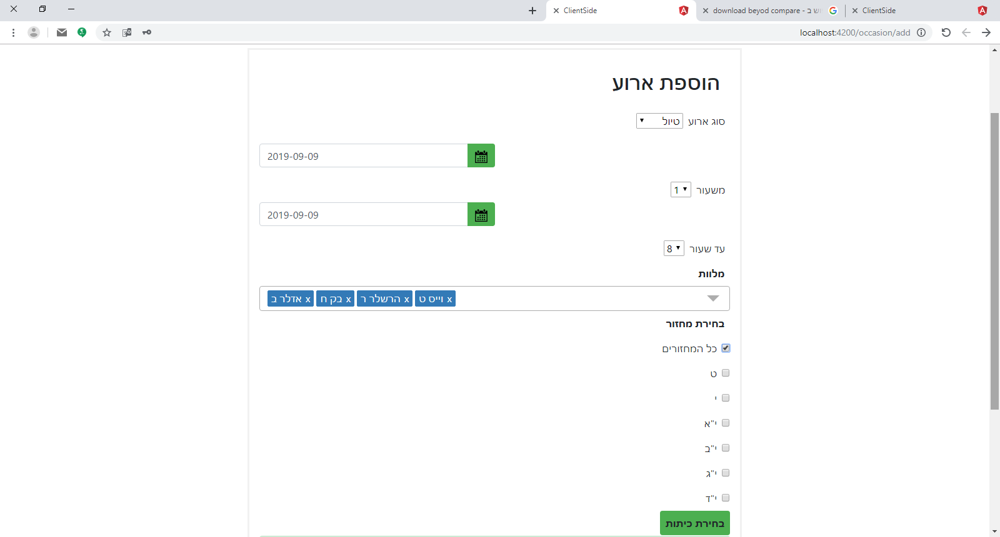 ClientSide
download beyod compare - חיפוש ב
ClientSide
localhost:4200/occasion/add
הוספת ארוע
סוג ארוע טיול
2019-09-09
משעור 1
2019-09-09
עד שעור 8
מלוות
x וייס ט x הרשלר ר x בק ח x אדלר ב
בחירת מחזור
כל המחזורים
ט
י
י"א
י"ב
י"ג
י"ד
בחירת כיתות